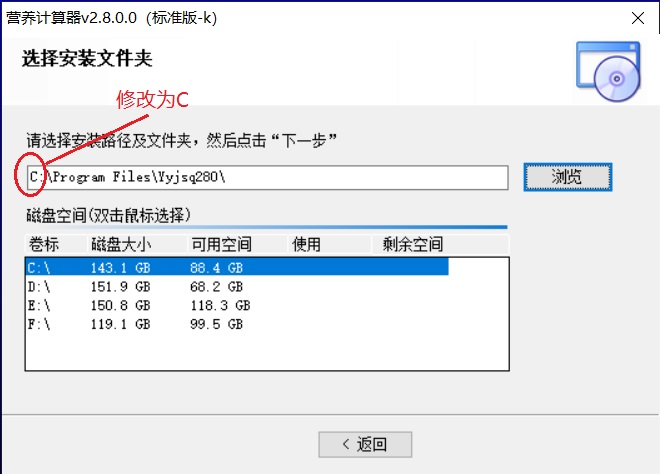 营养计算器v2.8.0.0 (标准版-k)
选择安装文件夹
修改为C
请选择安装路径及文件夹，然后点击“下一步”
C:\Program Files\Yyjsq280\
浏览
磁盘空间(双击鼠标选择)
卷标 磁盘大小 可用空间 使用 剩余空间
C:\ 143.1 GB 88.4 GB
D:\ 151.9 GB 68.2 GB
E:\ 150.8 GB 118.3 GB
F:\ 119.1 GB 99.5 GB
< 返回